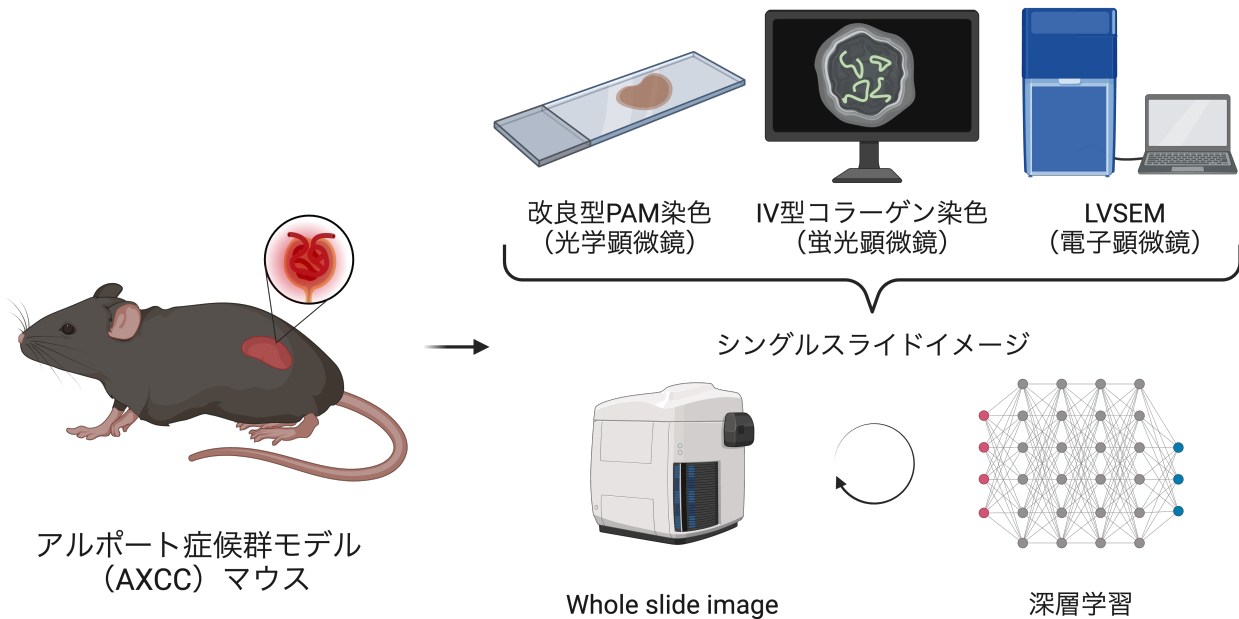 改良型PAM染色
（光学顕微鏡）
IV型コラーゲン染色
（蛍光顕微鏡）
LVSEM
（電子顕微鏡）
シングルスライドイメージ
アルポート症候群モデル
（AXCC）マウス
Whole slide image
深層学習